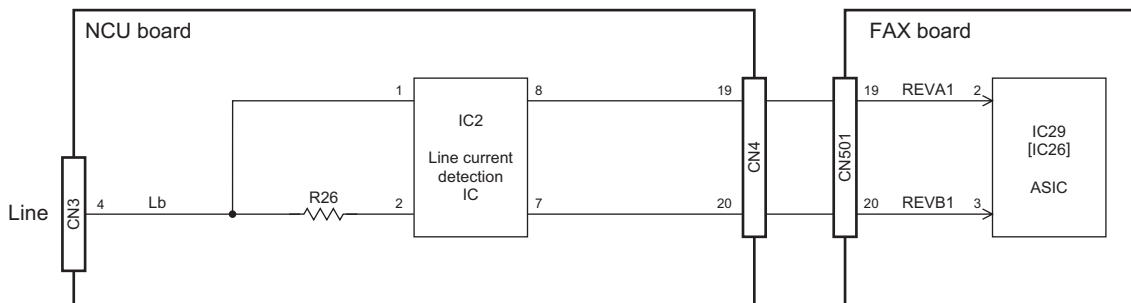 NCU board
FAX board
1
8
19
19
REVA1
2
IC2
Line current
detection
IC
IC29
[IC26]
ASIC
CN4
CN501
CN3
Line
4
Lb
R26
2
7
20
20
REVB1
3